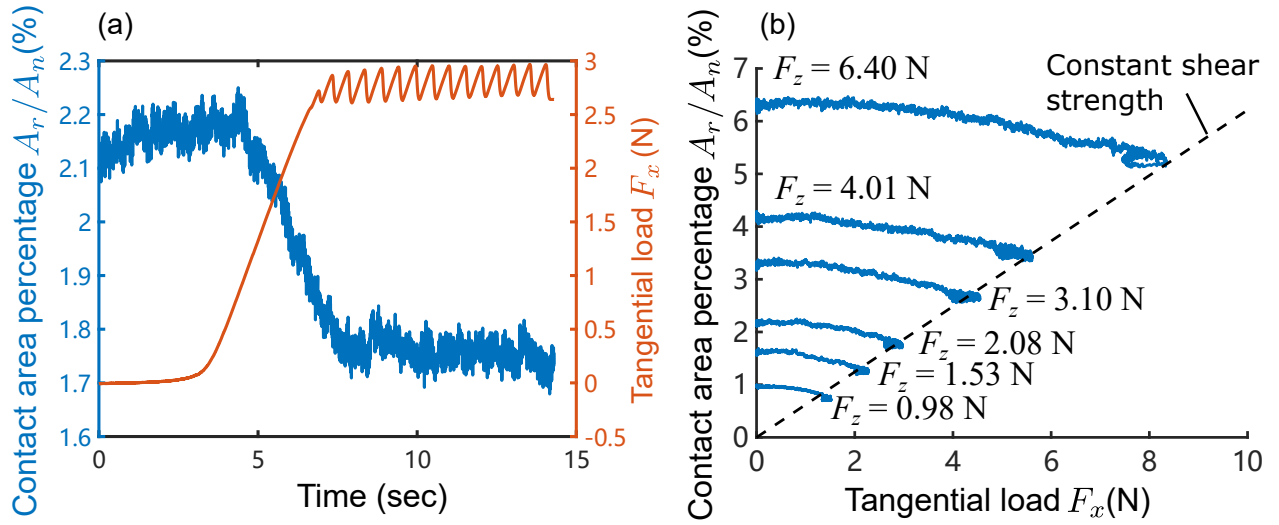 (a)
Contact area percentage A_r/A_n(%)
2.3
2.2
2.1
2
1.9
1.8
1.7
1.6
0
5
10
15
Time (sec)
3
2.5
2
1.5
1
0.5
0
-0.5
Tangential load F_x(N)
(b)
Contact area percentage A_r/A_n(%)
7
6
5
4
3
2
1
0
F_z = 6.40 N
Constant shear
strength
F_z = 4.01 N
F_z = 3.10 N
F_z = 2.08 N
F_z = 1.53 N
F_z = 0.98 N
0
2
4
6
8
10
Tangential load F_x(N)